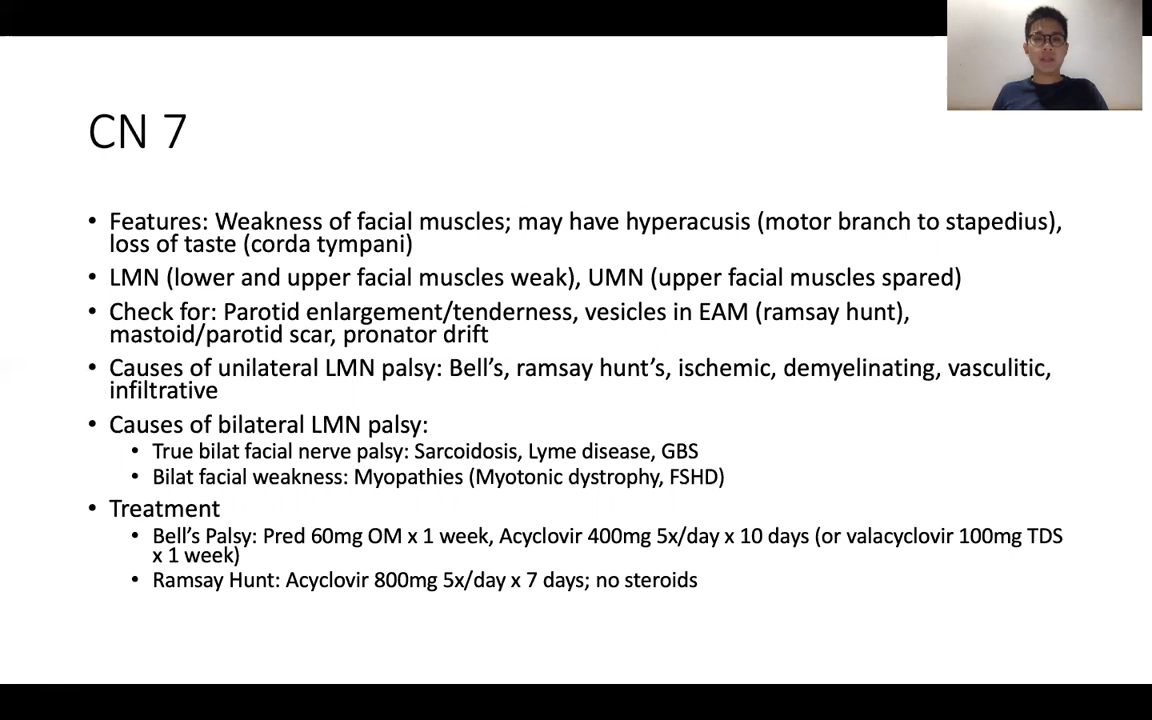 CN 7
• Features: Weakness of facial muscles; may have hyperacusis (motor branch to stapedius),
loss of taste (corda tympani)
• LMN (lower and upper facial muscles weak), UMN (upper facial muscles spared)
• Check for: Parotid enlargement/tenderness, vesicles in EAM (ramsay hunt),
mastoid/parotid scar, pronator drift
• Causes of unilateral LMN palsy: Bell’s, ramsay hunt’s, ischemic, demyelinating, vasculitic,
infiltrative
• Causes of bilateral LMN palsy:
• True bilat facial nerve palsy: Sarcoidosis, Lyme disease, GBS
• Bilat facial weakness: Myopathies (Myotonic dystrophy, FSHD)
• Treatment
• Bell’s Palsy: Pred 60mg OM x 1 week, Acyclovir 400mg 5x/day x 10 days (or valacyclovir 100mg TDS
x 1 week)
• Ramsay Hunt: Acyclovir 800mg 5x/day x 7 days; no steroids